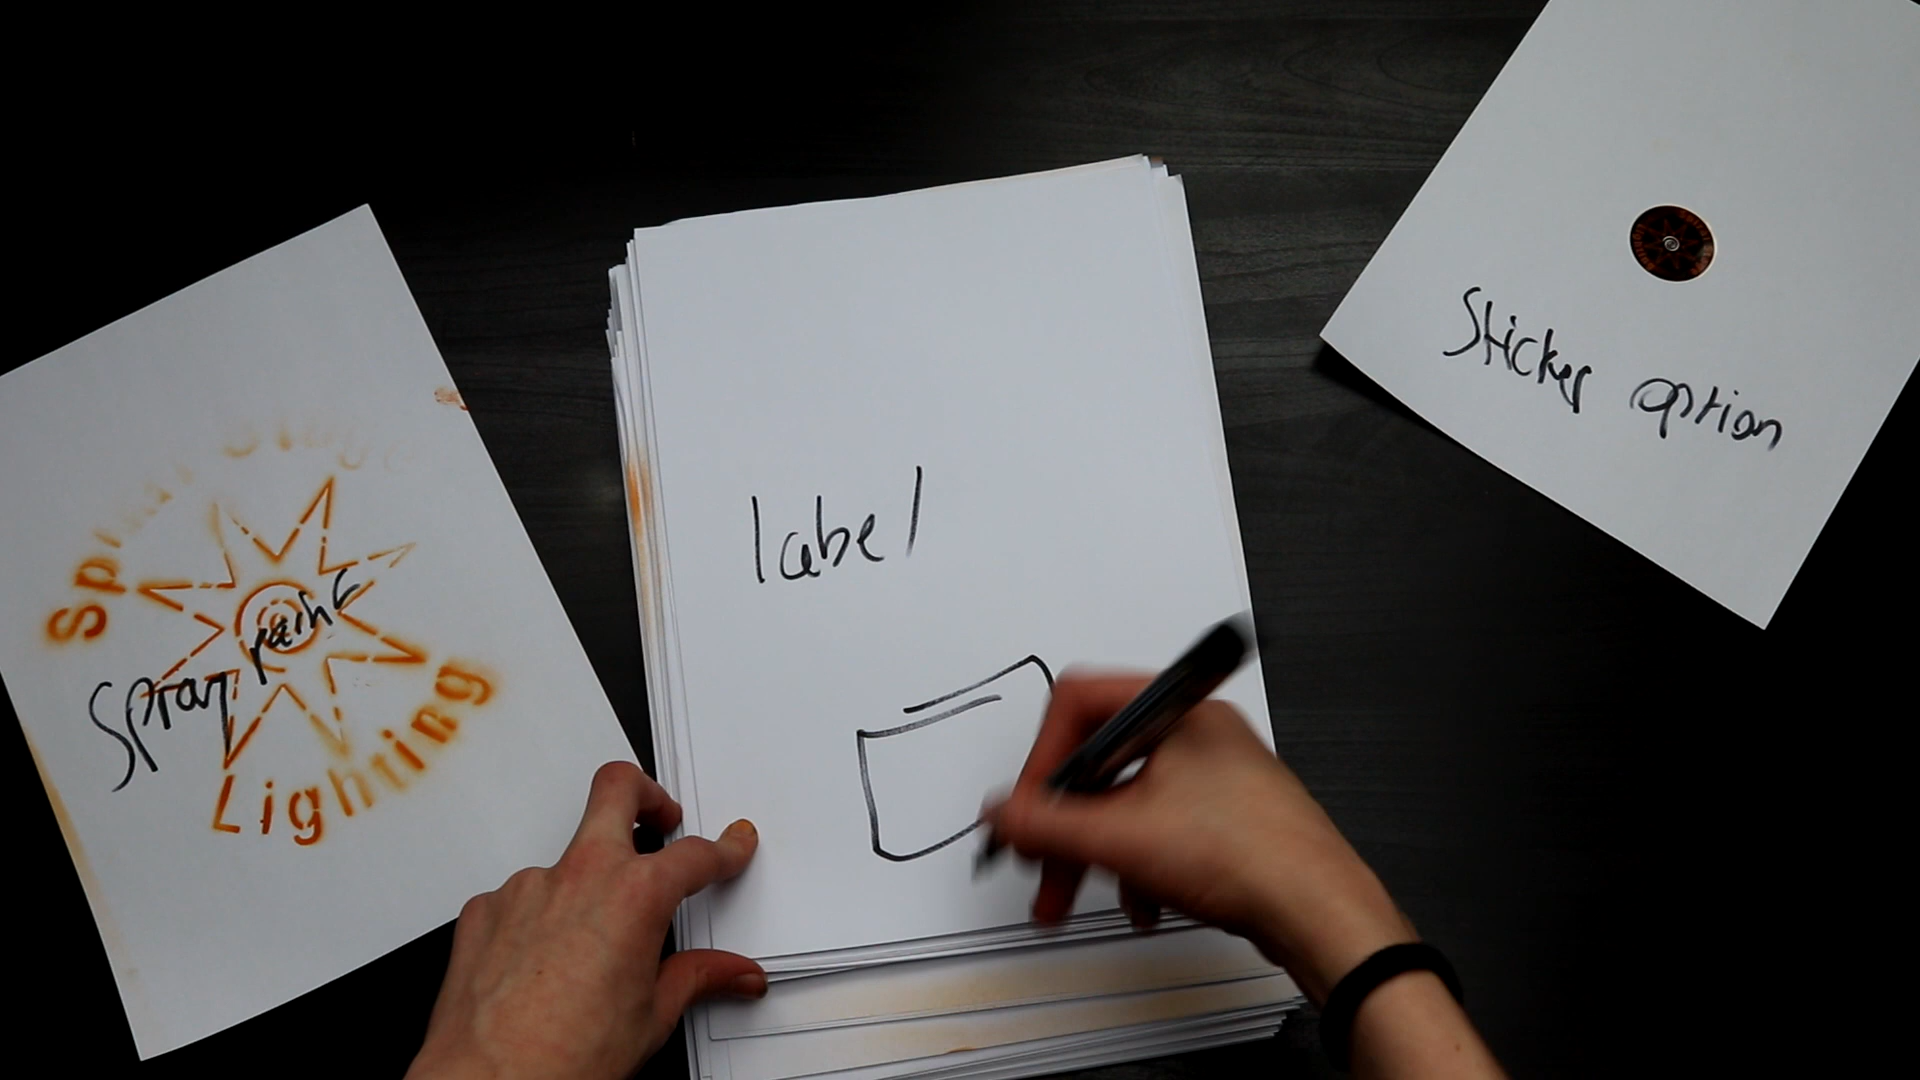 Lighting
Spray paint
label
Sticker option